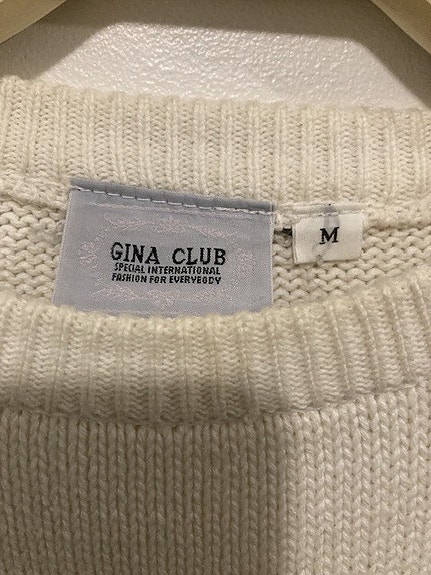 GINA CLUB
SPECIAL INTERNATIONAL
FASHION FOR EVERYBODY
M